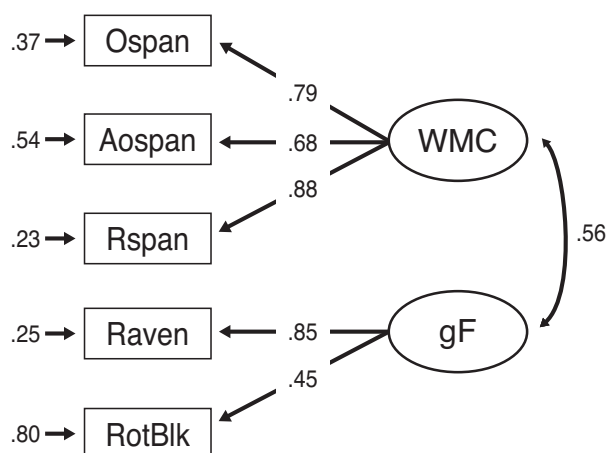 .37
Ospan
.79
.54
Aospan
.68
WMC
.88
.23
Rspan
.56
.25
Raven
.85
gF
.45
.80
RotBlk